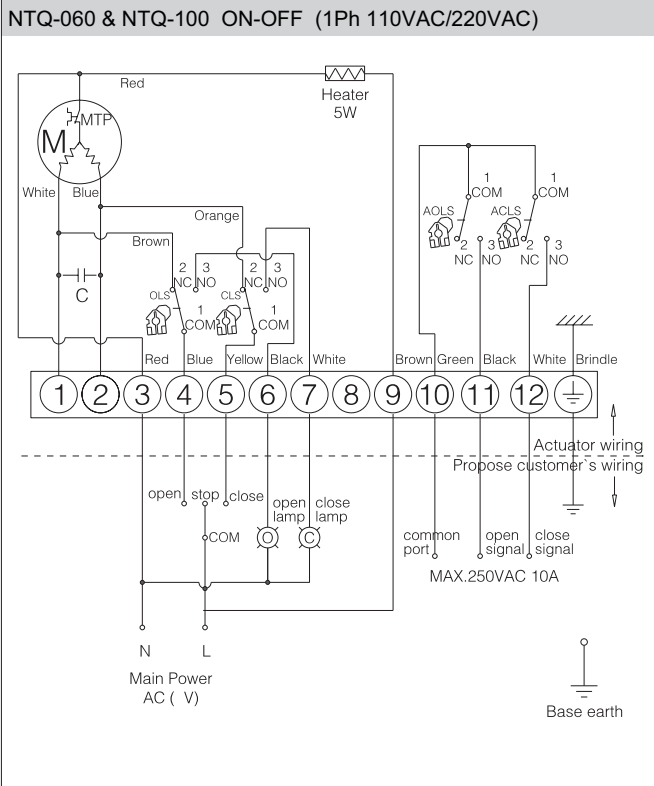 NTQ-060 & NTQ-100 ON-OFF (1Ph 110VAC/220VAC)
Red
Heater
5W
MTP
M
White Blue
Orange
Brown
C
2 3
NC NO
OLS
1
COM
2 3
NC NO
CLS
1
COM
1
COM
AOLS
2 3
NC NO
1
COM
ACLS
2 3
NC NO
Red Blue Yellow Black White Brown Green Black White Brindle
1 2 3 4 5 6 7 8 9 10 11 12
Actuator wiring
Propose customer`s wiring
open stop close
COM
open lamp
close lamp
O C
common port
open signal
close signal
MAX.250VAC 10A
N L
Main Power
AC ( V)
Base earth